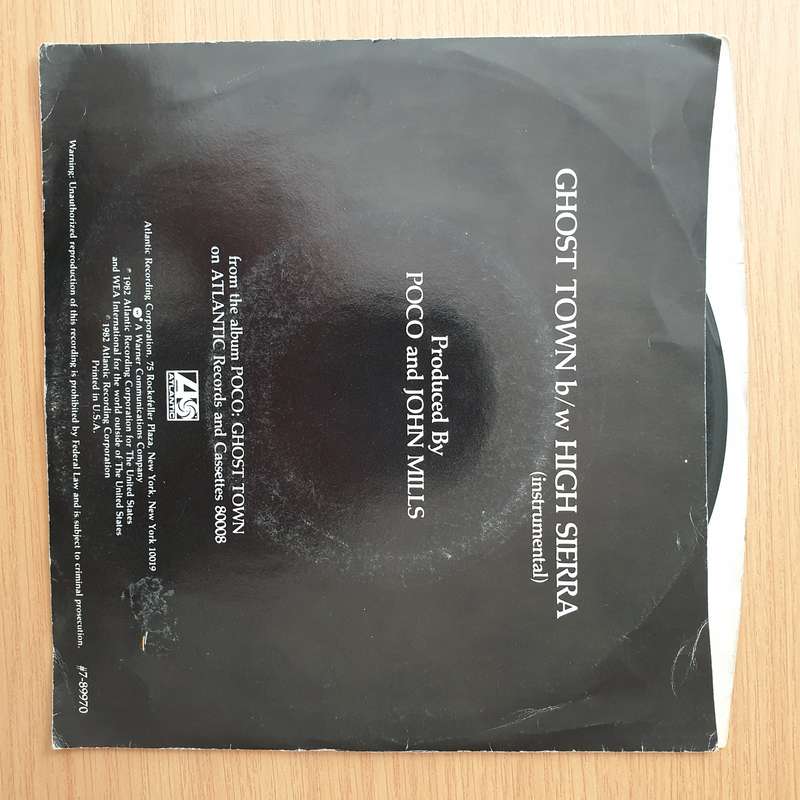 GHOST TOWN b/w HIGH SIERRA
(instrumental)
Produced By
POCO and JOHN MILLS
from the album POCO: GHOST TOWN
on ATLANTIC Records and Cassettes 80008
ATLANTIC
Atlantic Recording Corporation, 75 Rockefeller Plaza, New York, New York 10019
A Warner Communications Company
℗ 1982 Atlantic Recording Corporation for The United States
and WEA International for the world outside of The United States
© 1982 Atlantic Recording Corporation
Printed in U.S.A.
Warning: Unauthorized reproduction of this recording is prohibited by Federal Law and is subject to criminal prosecution.
#7-89970